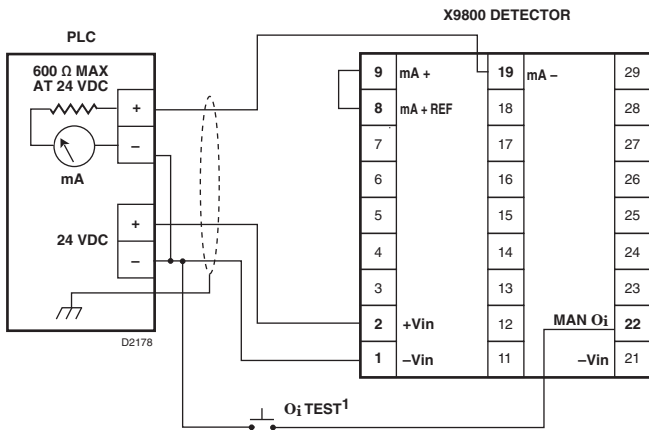 X9800 DETECTOR
PLC
600 Ω MAX
AT 24 VDC
+
–
mA
24 VDC
+
–
D2178
9 mA + 19 mA – 29
8 mA + REF 18 28
7 17 27
6 16 26
5 15 25
4 14 24
3 13 23
2 +Vin 12 MAN Oi 22
1 –Vin 11 –Vin 21
Oi TEST1